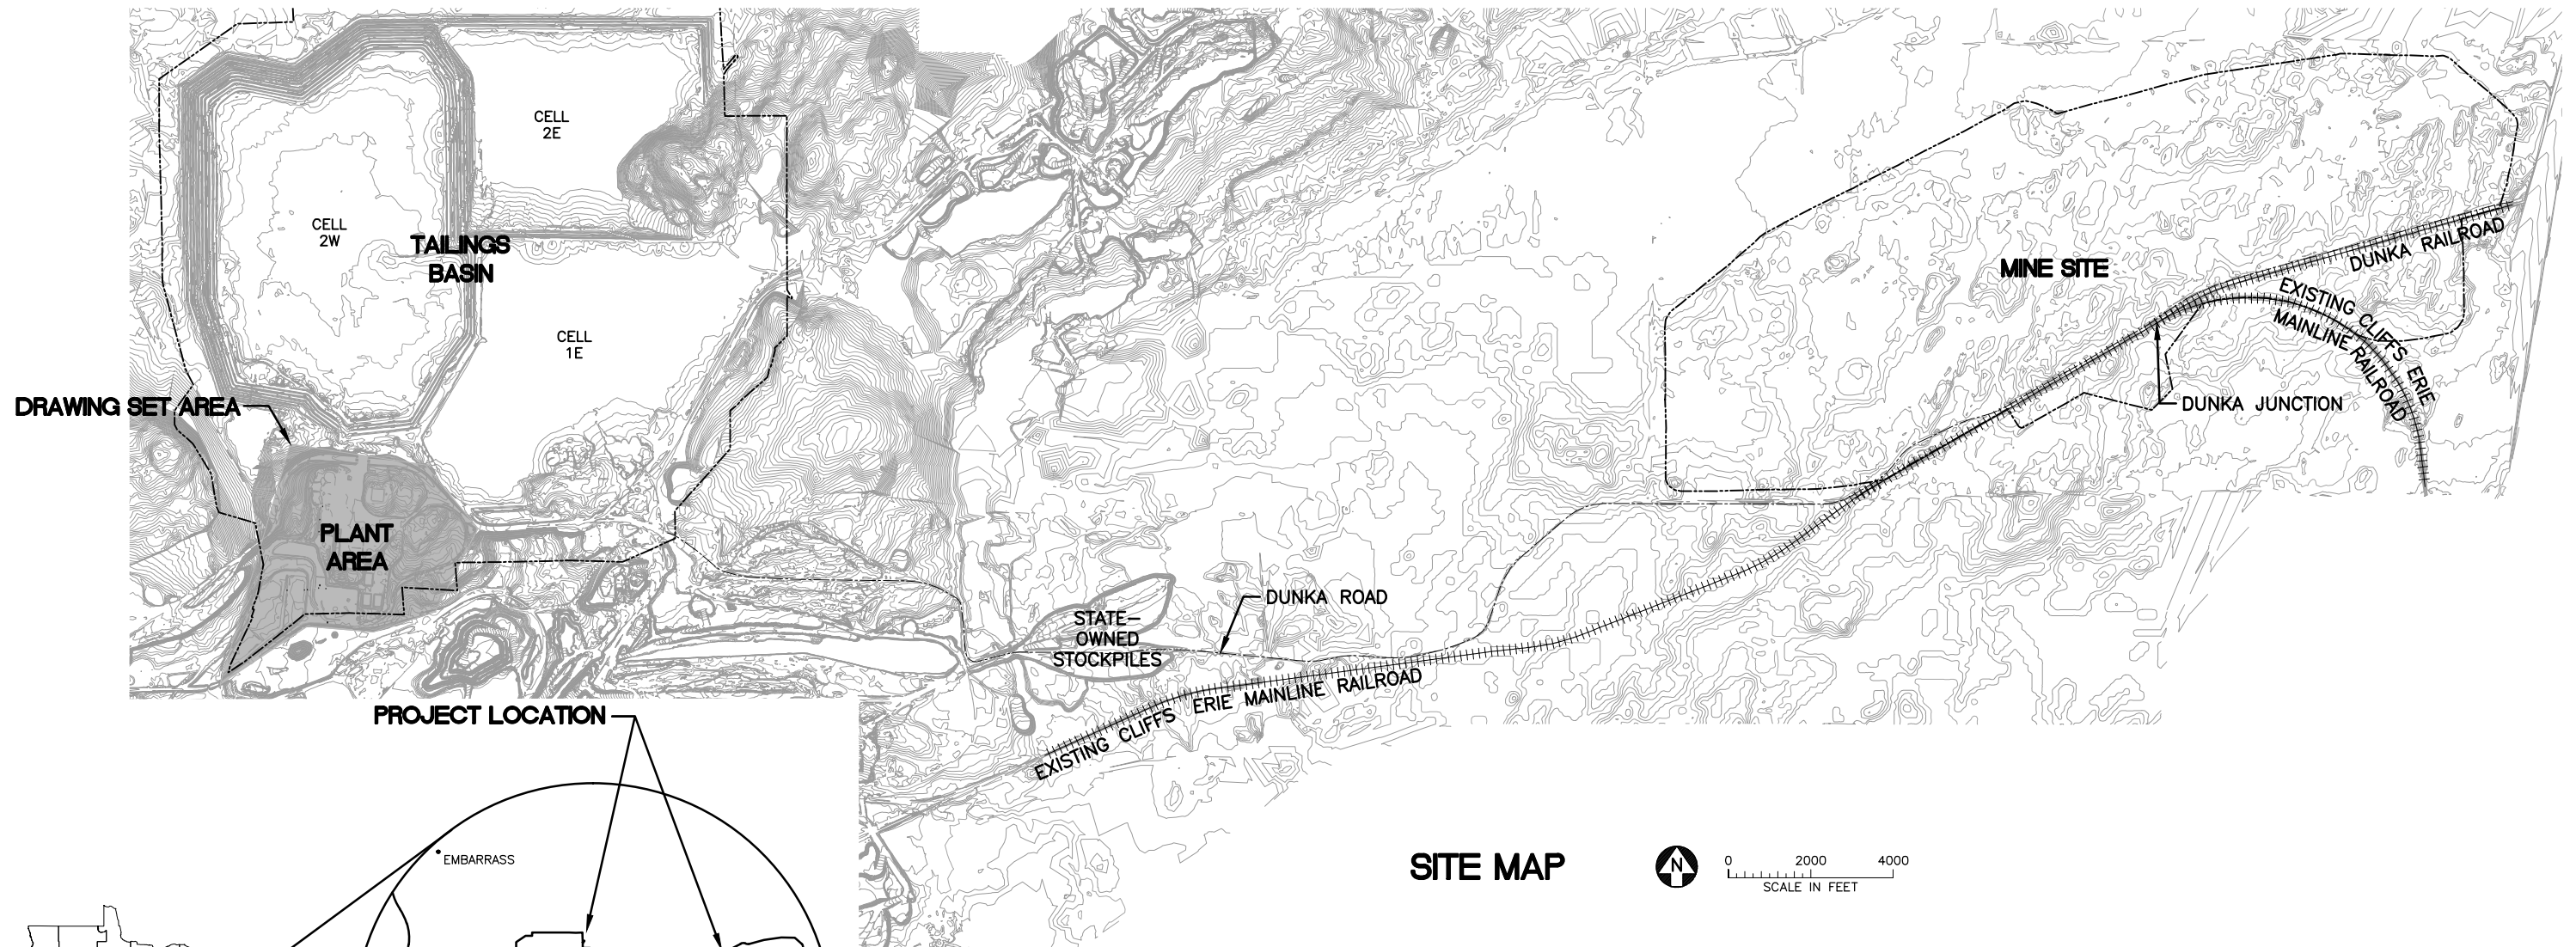 CELL
2E
CELL
2W
TAILINGS
BASIN
CELL
1E
DRAWING SET AREA
PLANT
AREA
MINE SITE
DUNKA RAILROAD
EXISTING CLIFFS ERIE
MAINLINE RAILROAD
DUNKA JUNCTION
DUNKA ROAD
STATE-
OWNED
STOCKPILES
EXISTING CLIFFS ERIE MAINLINE RAILROAD
PROJECT LOCATION
EMBARRASS
SITE MAP
N
0 2000 4000
SCALE IN FEET